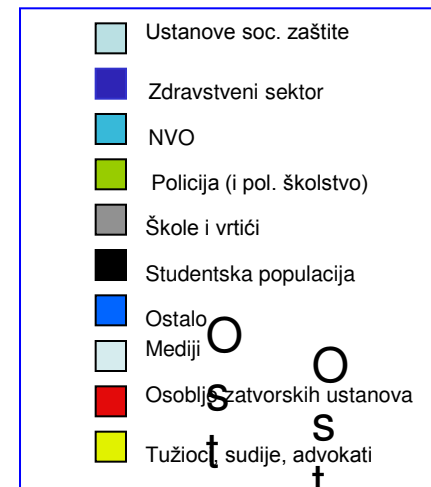 Ustanove soc. zaštite
Zdravstveni sektor
NVO
Policija (i pol. školstvo)
Škole i vrtići
Studentska populacija
Ostalo
Mediji
Osoblje zatvorskih ustanova
Tužioci, sudije, advokati
O
s
t
O
s
t